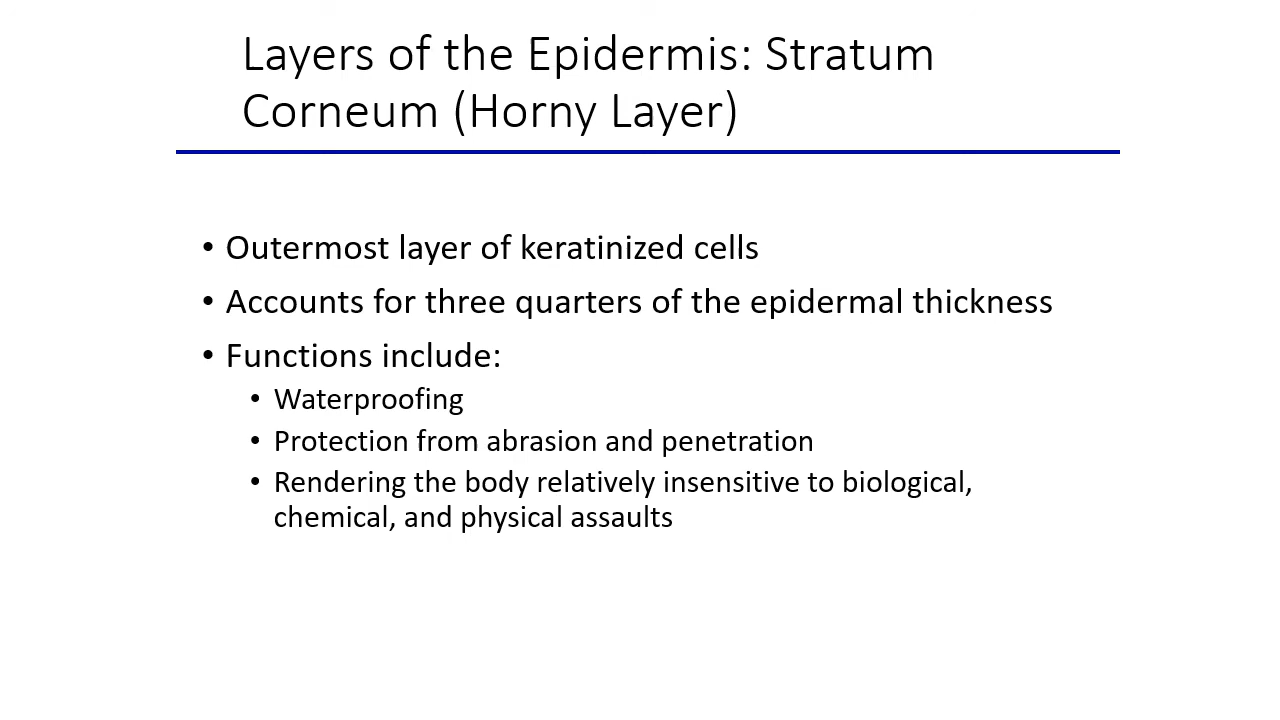 Layers of the Epidermis: Stratum
Corneum (Horny Layer)
• Outermost layer of keratinized cells
• Accounts for three quarters of the epidermal thickness
• Functions include:
• Waterproofing
• Protection from abrasion and penetration
• Rendering the body relatively insensitive to biological,
chemical, and physical assaults